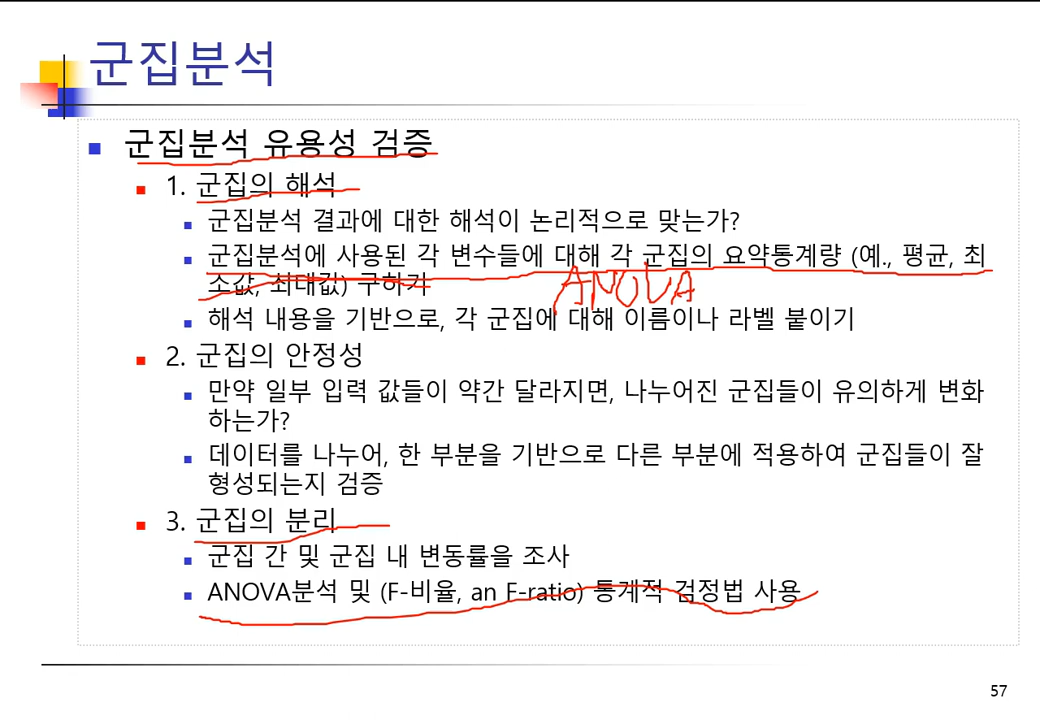 군집분석
군집분석 유용성 검증
1. 군집의 해석
군집분석 결과에 대한 해석이 논리적으로 맞는가?
군집분석에 사용된 각 변수들에 대해 각 군집의 요약통계량 (예., 평균, 최
소값, 최대값) 구하기
ANOVA
해석 내용을 기반으로, 각 군집에 대해 이름이나 라벨 붙이기
2. 군집의 안정성
만약 일부 입력 값들이 약간 달라지면, 나누어진 군집들이 유의하게 변화
하는가?
데이터를 나누어, 한 부분을 기반으로 다른 부분에 적용하여 군집들이 잘
형성되는지 검증
3. 군집의 분리
군집 간 및 군집 내 변동률을 조사
ANOVA분석 및 (F-비율, an F-ratio) 통계적 검정법 사용
57